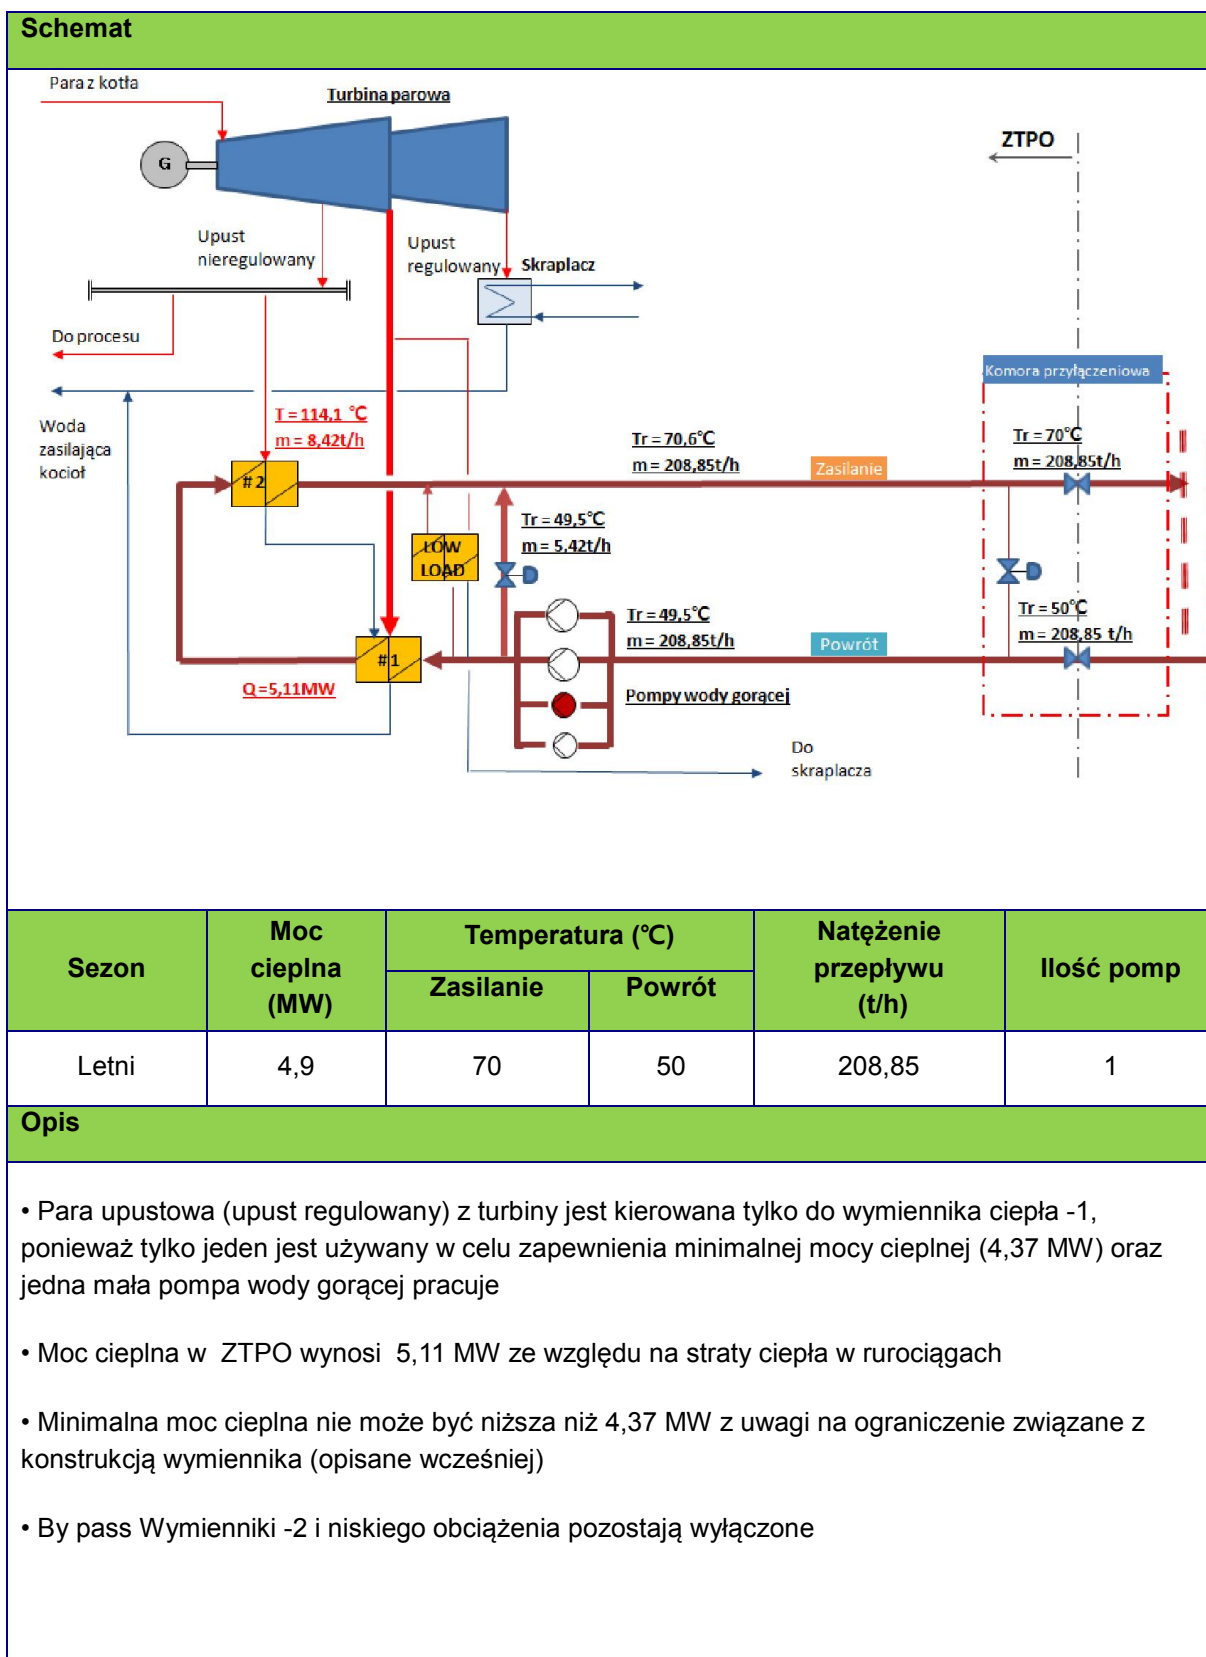 Schemat
Para z kotła
Turbina parowa
ZTPO
G
Upust
nieregulowany
Upust
regulowany
Skraplacz
Do procesu
Komora przyłączeniowa
Woda
zasilająca
kocioł
T = 114,1 °C
m = 8,42t/h
Tr = 70,6°C
m = 208,85t/h
Zasilanie
Tr = 70°C
m = 208,85t/h
#2
Tr = 49,5°C
m = 5,42t/h
LOW
LOAD
Tr = 49,5°C
m = 208,85t/h
Powrót
Tr = 50°C
m = 208,85 t/h
#1
Q =5,11MW
Pompy wody gorącej
Do
skraplacza
Sezon
Moc
cieplna
(MW)
Temperatura (°C)
Zasilanie
Powrót
Natężenie
przepływu
(t/h)
Ilość pomp
Letni 4,9 70 50 208,85 1
Opis
• Para upustowa (upust regulowany) z turbiny jest kierowana tylko do wymiennika ciepła -1,
ponieważ tylko jeden jest używany w celu zapewnienia minimalnej mocy cieplnej (4,37 MW) oraz
jedna mała pompa wody gorącej pracuje
• Moc cieplna w ZTPO wynosi 5,11 MW ze względu na straty ciepła w rurociągach
• Minimalna moc cieplna nie może być niższa niż 4,37 MW z uwagi na ograniczenie związane z
konstrukcją wymiennika (opisane wcześniej)
• By pass Wymienniki -2 i niskiego obciążenia pozostają wyłączone